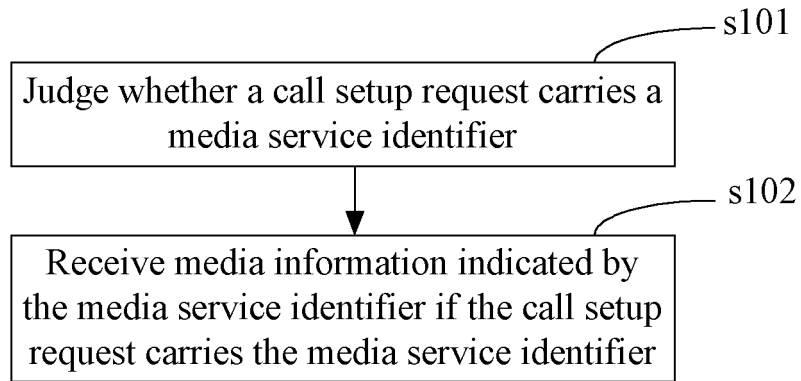 s101
Judge whether a call setup request carries a
media service identifier
s102
Receive media information indicated by
the media service identifier if the call setup
request carries the media service identifier